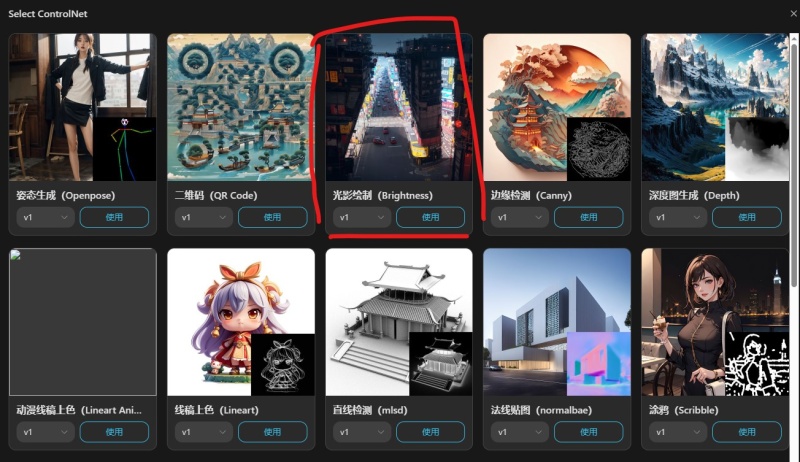 Select ControlNet
姿态生成（Openpose）
v1
使用
二维码（QR Code）
v1
使用
光影绘制（Brightness）
v1
使用
边缘检测（Canny）
v1
使用
深度图生成（Depth）
v1
使用
动漫线稿上色（Lineart Ani...
v1
使用
线稿上色（Lineart）
v1
使用
直线检测（mlsd）
v1
使用
法线贴图（normalbae）
v1
使用
涂鸦（Scribble）
v1
使用